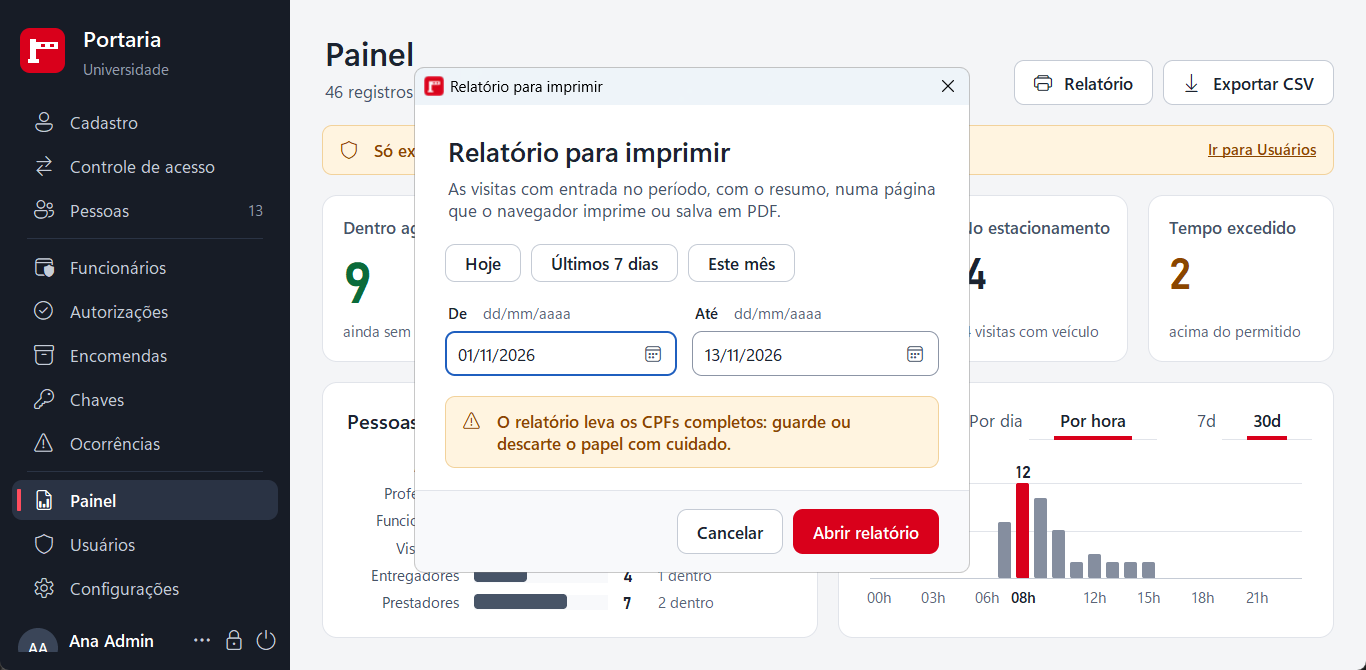 Portaria
Universidade
Cadastro
Controle de acesso
Pessoas 13
Funcionários
Autorizações
Encomendas
Chaves
Ocorrências
Painel
Usuários
Configurações
AA Ana Admin
Painel
46 registros
Relatório
Exportar CSV
Só ex
Ir para Usuários
Dentro ag
9
ainda sem
lo estacionamento
4
visitas com veículo
Tempo excedido
2
acima do permitido
Relatório para imprimir
Relatório para imprimir
As visitas com entrada no período, com o resumo, numa página
que o navegador imprime ou salva em PDF.
Hoje Últimos 7 dias Este mês
De dd/mm/aaaa Até dd/mm/aaaa
01/11/2026 13/11/2026
O relatório leva os CPFs completos: guarde ou
descarte o papel com cuidado.
Cancelar Abrir relatório
Pessoas
Profe
Funcio
Vis
Entregadores 4 1 dentro
Prestadores 7 2 dentro
Por dia Por hora 7d 30d
12
00h 03h 06h 08h 12h 15h 18h 21h